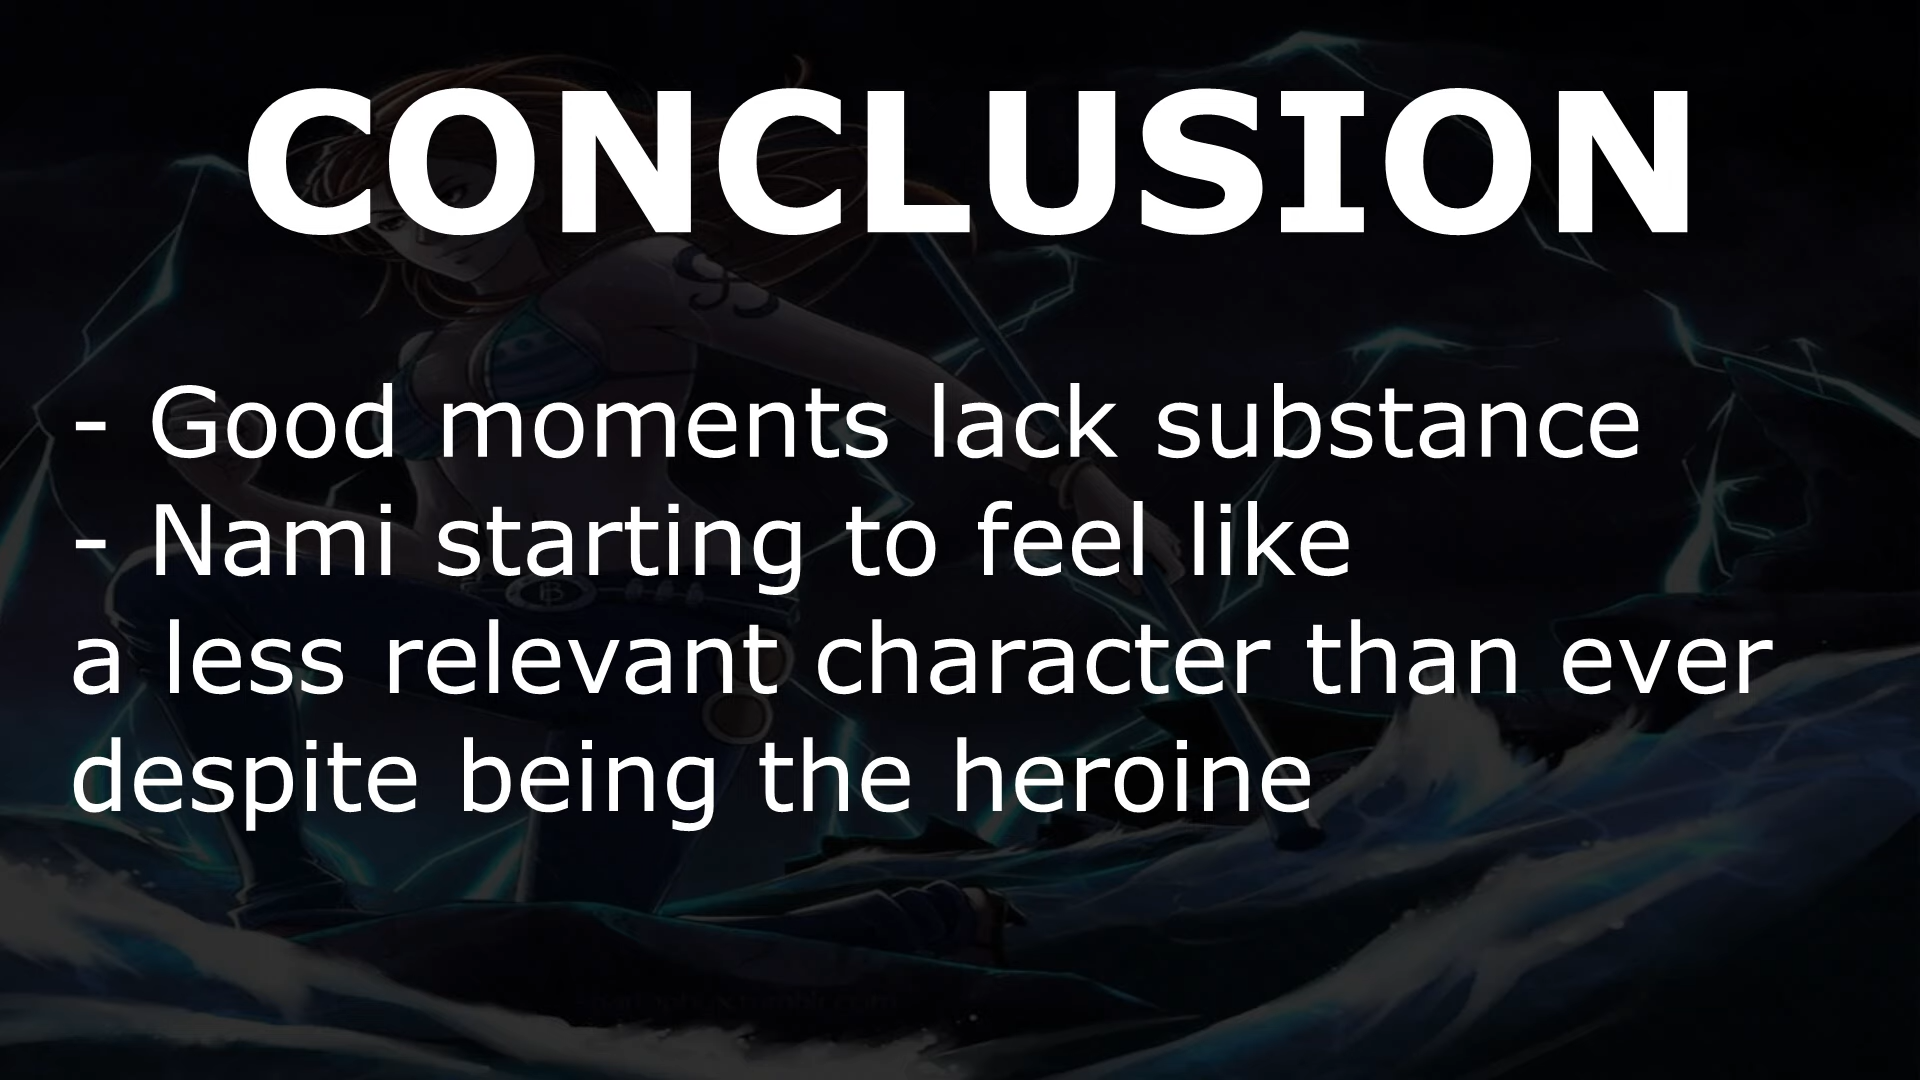 CONCLUSION
- Good moments lack substance
- Nami starting to feel like
a less relevant character than ever
despite being the heroine